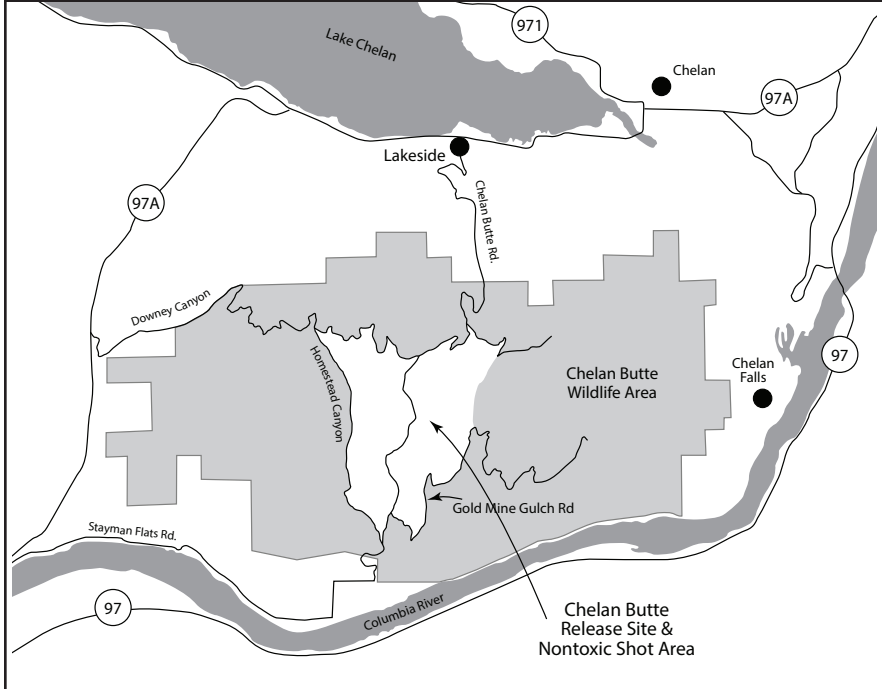 971
Lake Chelan
Chelan
97A
Lakeside
Chelan Butte Rd.
97A
Downey Canyon
Homestead Canyon
Chelan Butte
Wildlife Area
Chelan
Falls
97
Gold Mine Gulch Rd
Stayman Flats Rd.
97
Columbia River
Chelan Butte
Release Site &
Nontoxic Shot Area